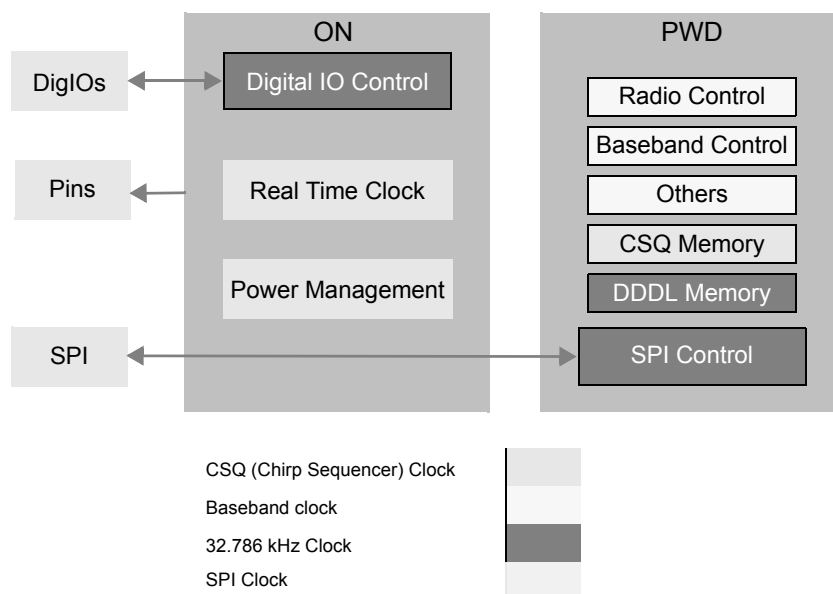 ON
PWD
DigIOs
Digital IO Control
Radio Control
Baseband Control
Pins
Real Time Clock
Others
CSQ Memory
Power Management
DDDL Memory
SPI
SPI Control
CSQ (Chirp Sequencer) Clock
Baseband clock
32.786 kHz Clock
SPI Clock